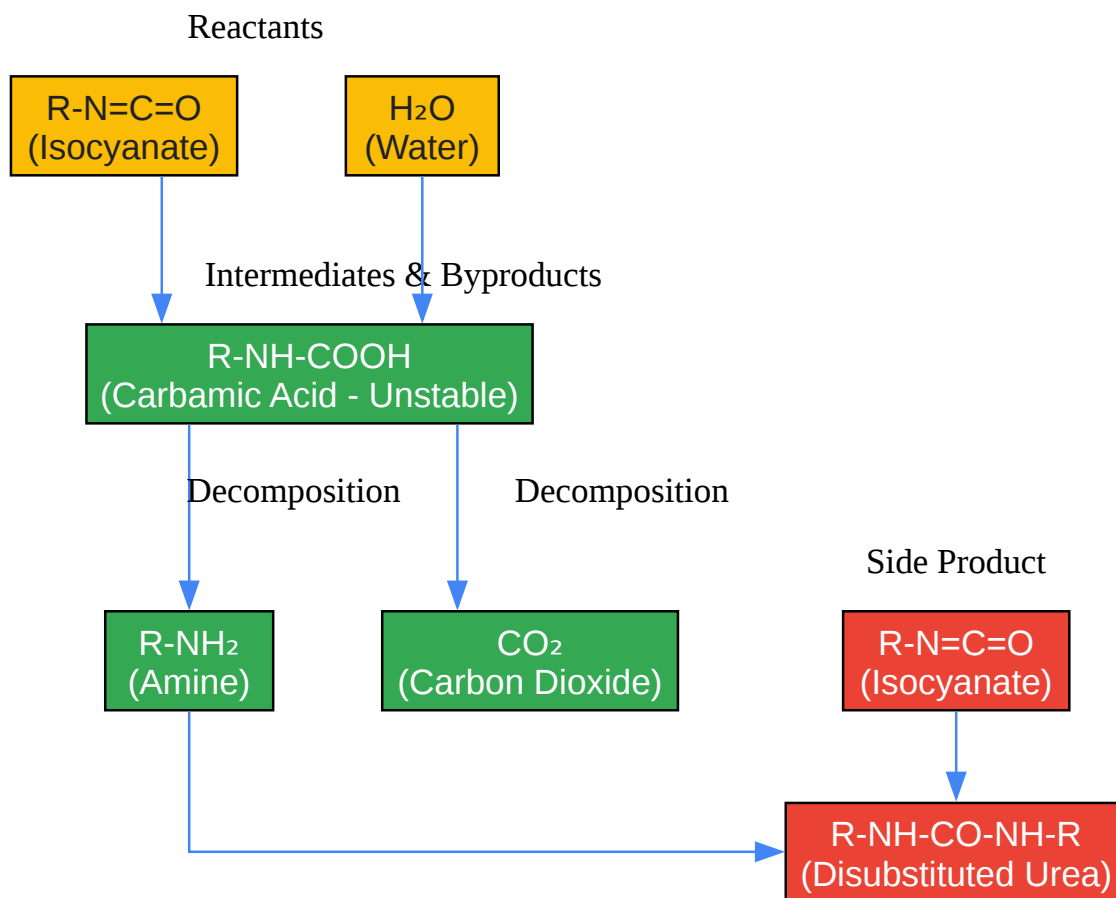 Reactants
R-N=C=O
(Isocyanate)
H₂O
(Water)
Intermediates & Byproducts
R-NH-COOH
(Carbamic Acid - Unstable)
Decomposition
Decomposition
Side Product
R-NH₂
(Amine)
CO₂
(Carbon Dioxide)
R-N=C=O
(Isocyanate)
R-NH-CO-NH-R
(Disubstituted Urea)